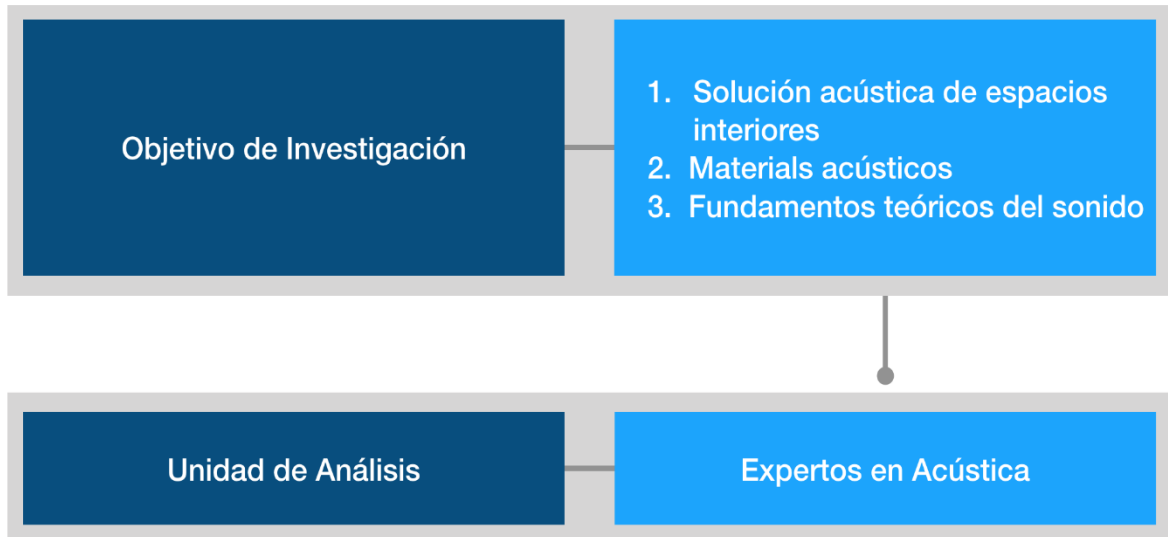 Objetivo de Investigación
1. Solución acústica de espacios
interiores
2. Materials acústicos
3. Fundamentos teóricos del sonido
Unidad de Análisis
Expertos en Acústica